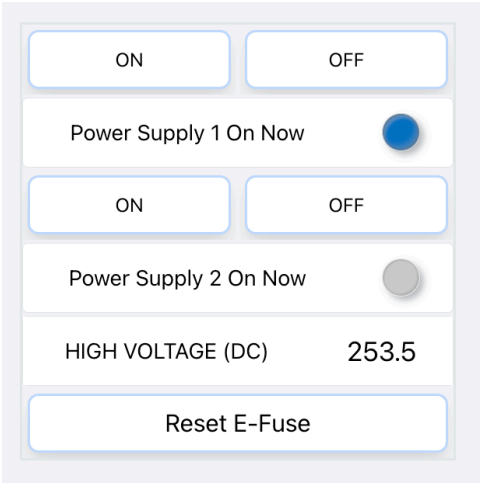 ON OFF
Power Supply 1 On Now
ON OFF
Power Supply 2 On Now
HIGH VOLTAGE (DC) 253.5
Reset E-Fuse